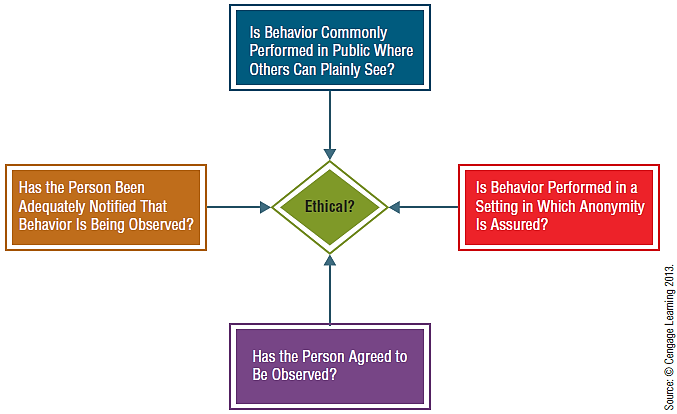 Is Behavior Commonly
Performed in Public Where
Others Can Plainly See?
Has the Person Been
Adequately Notified That
Behavior Is Being Observed?
Ethical?
Is Behavior Performed in a
Setting in Which Anonymity
Is Assured?
Has the Person Agreed to
Be Observed?
Source: © Cengage Learning 2013.